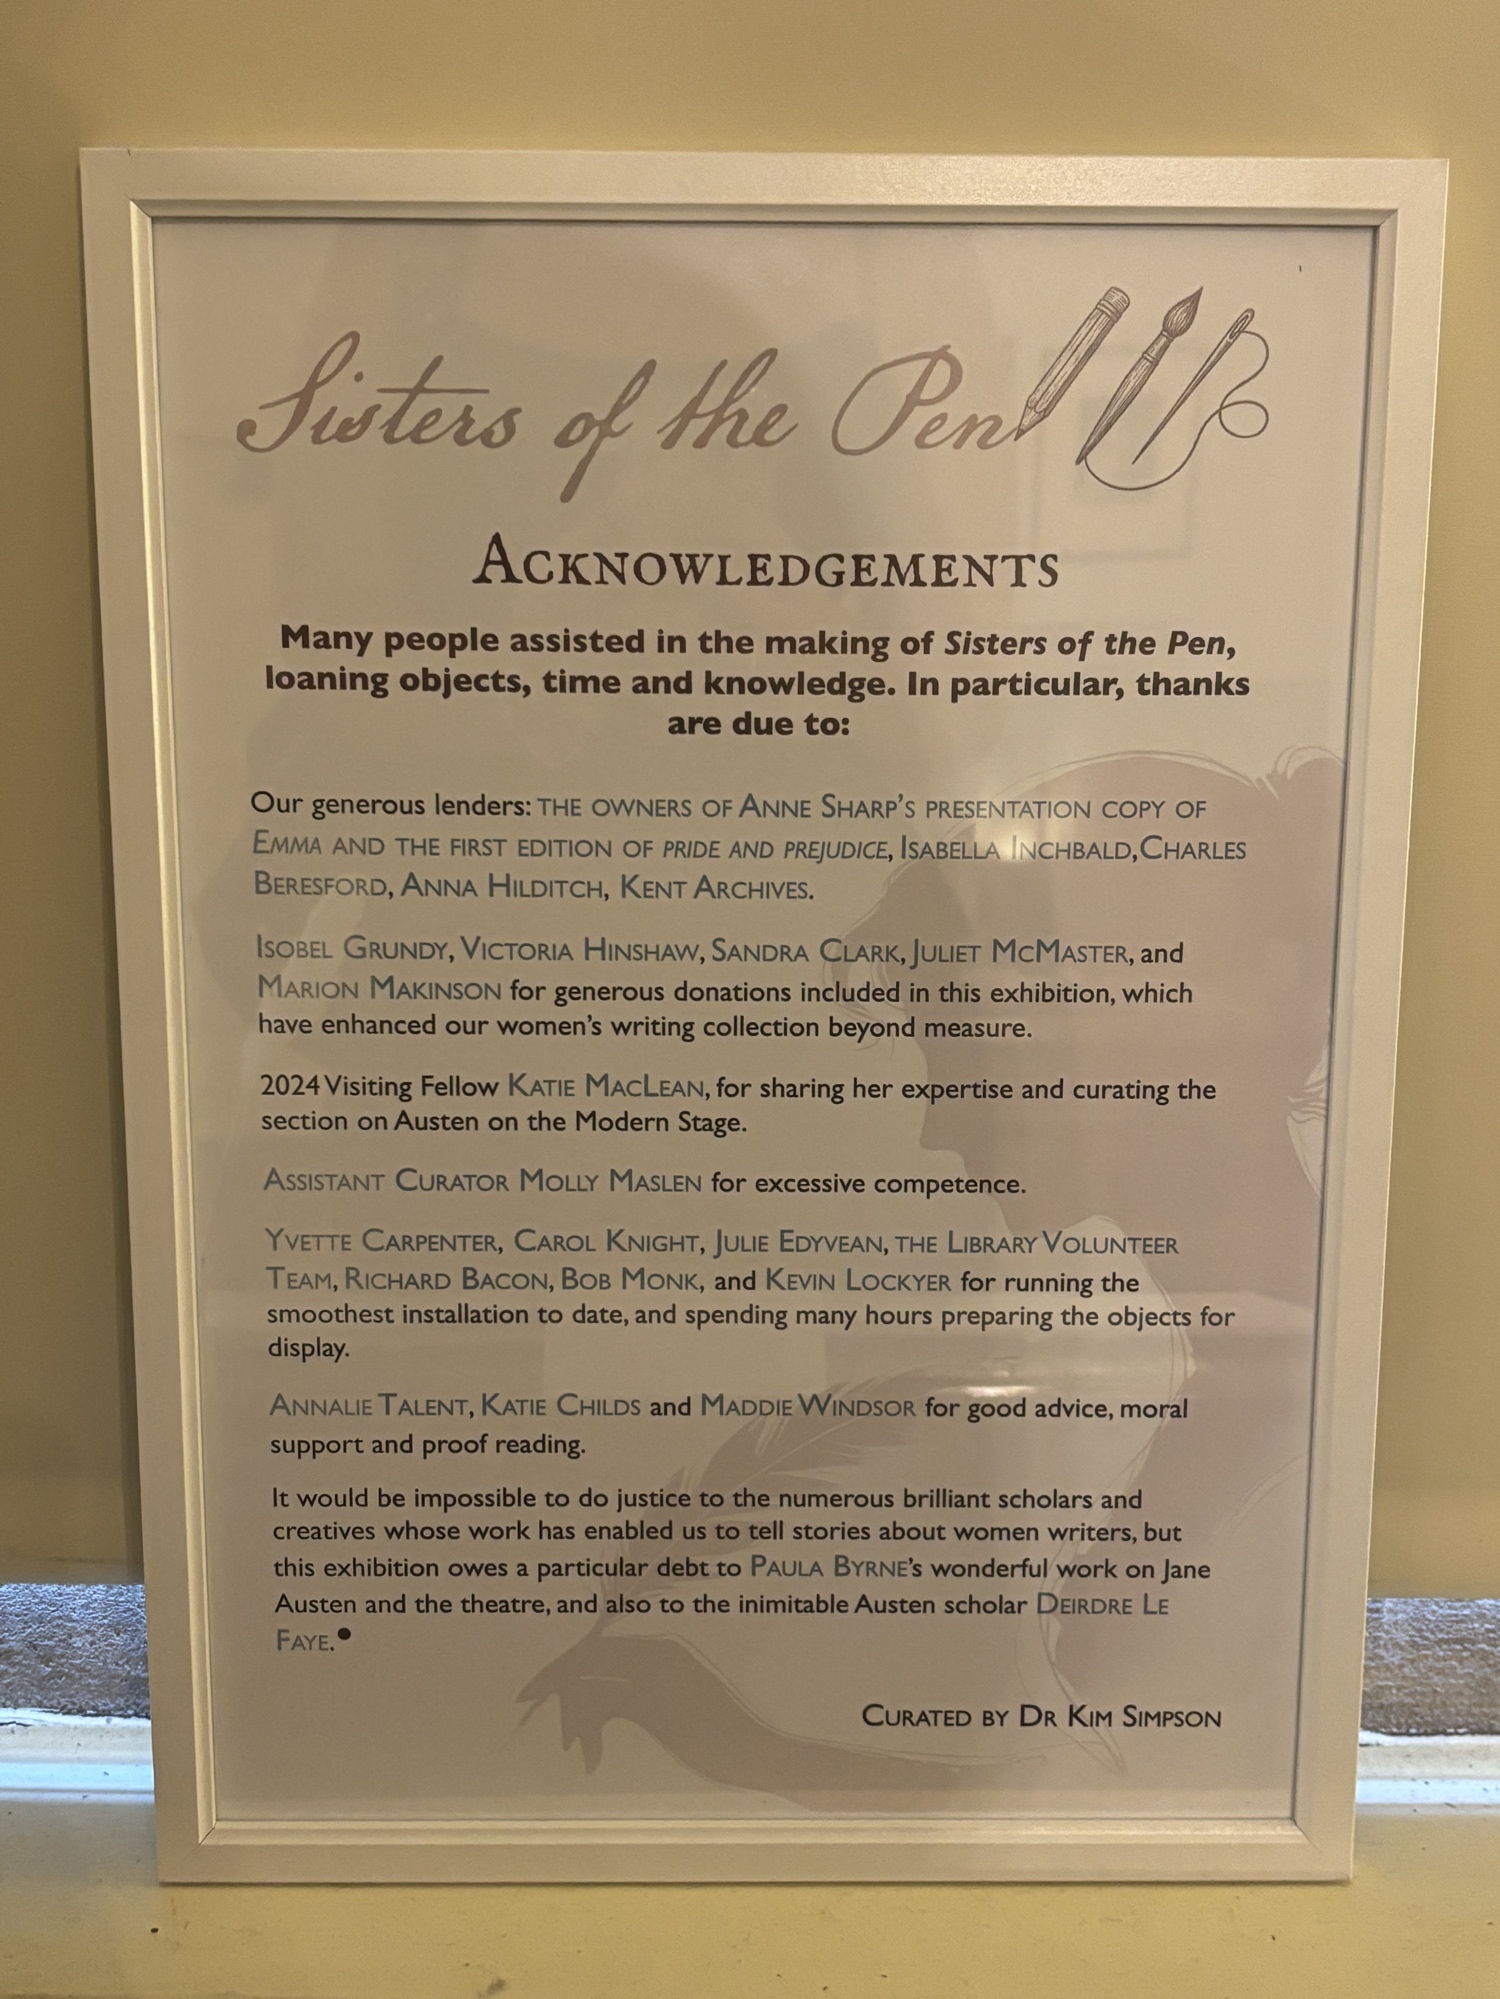 Sisters of the Pen
ACKNOWLEDGEMENTS
Many people assisted in the making of Sisters of the Pen,
loaning objects, time and knowledge. In particular, thanks
are due to:
Our generous lenders: THE OWNERS OF ANNE SHARP'S PRESENTATION COPY OF
EMMA AND THE FIRST EDITION OF PRIDE AND PREJUDICE, ISABELLA INCHBALD, CHARLES
BERESFORD, ANNA HILDITCH, KENT ARCHIVES.
ISOBEL GRUNDY, VICTORIA HINSHAW, SANDRA CLARK, JULIET MCMASTER, and
MARION MAKINSON for generous donations included in this exhibition, which
have enhanced our women's writing collection beyond measure.
2024 Visiting Fellow KATIE MACLEAN, for sharing her expertise and curating the
section on Austen on the Modern Stage.
ASSISTANT CURATOR MOLLY MASLEN for excessive competence.
YVETTE CARPENTER, CAROL KNIGHT, JULIE EDYVEAN, THE LIBRARY VOLUNTEER
TEAM, RICHARD BACON, BOB MONK, and KEVIN LOCKYER for running the
smoothest installation to date, and spending many hours preparing the objects for
display.
ANNALIE TALENT, KATIE CHILDS and MADDIE WINDSOR for good advice, moral
support and proof reading.
It would be impossible to do justice to the numerous brilliant scholars and
creatives whose work has enabled us to tell stories about women writers, but
this exhibition owes a particular debt to PAULA BYRNE's wonderful work on Jane
Austen and the theatre, and also to the inimitable Austen scholar DEIRDRE LE
FAYE.●
CURATED BY DR KIM SIMPSON